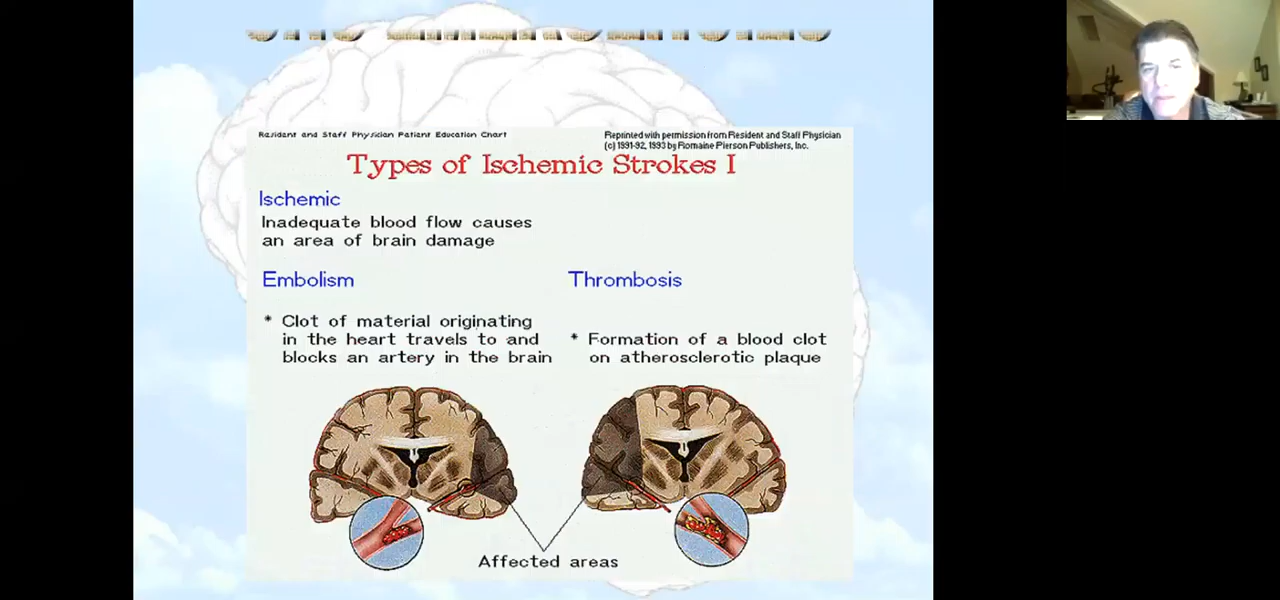 Resident and Staff Physician Patient Education Chart
Reprinted with permission from Resident and Staff Physician
(c) 1991-92, 1993 by Romaine Pierson Publishers, Inc.
Types of Ischemic Strokes I
Ischemic
Inadequate blood flow causes
an area of brain damage
Embolism
* Clot of material originating
in the heart travels to and
blocks an artery in the brain
Thrombosis
* Formation of a blood clot
on atherosclerotic plaque
Affected areas